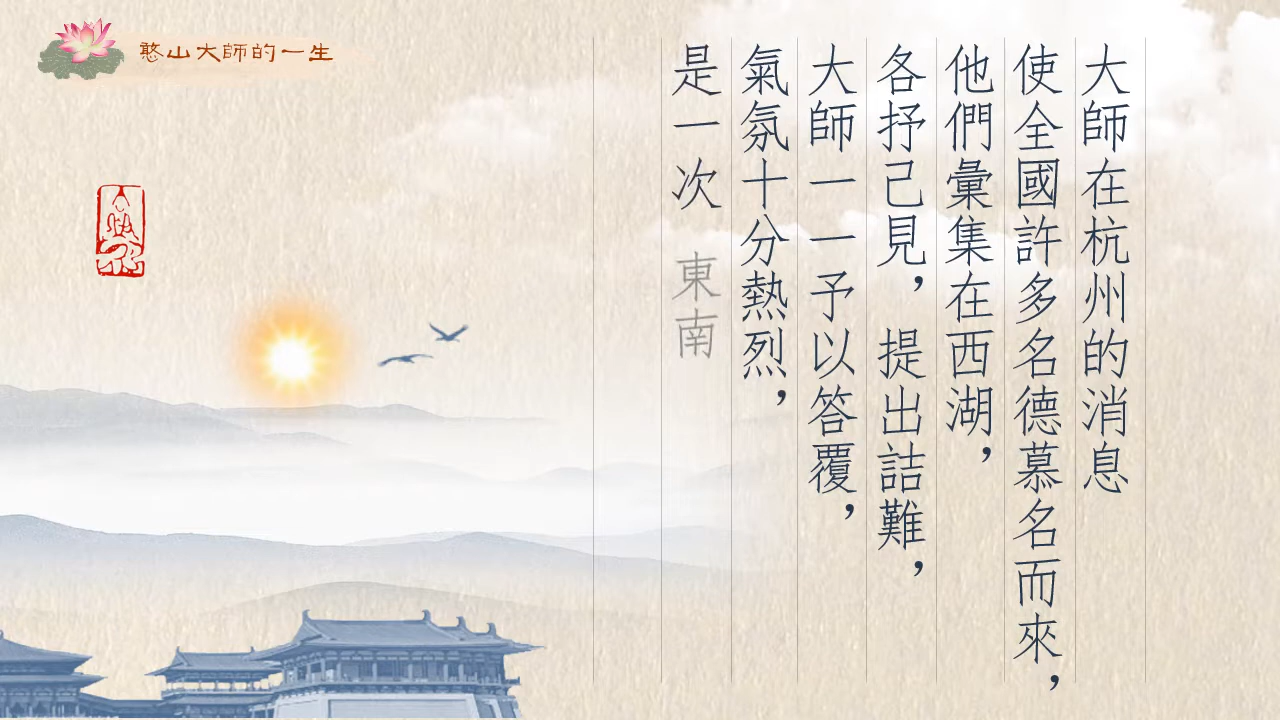 憨山大師的一生
大師在杭州的消息
使全國許多名德慕名而來，
他們彙集在西湖，
各抒己見，提出詰難，
大師一一予以答覆，
氣氛十分熱烈，
是一次 東南